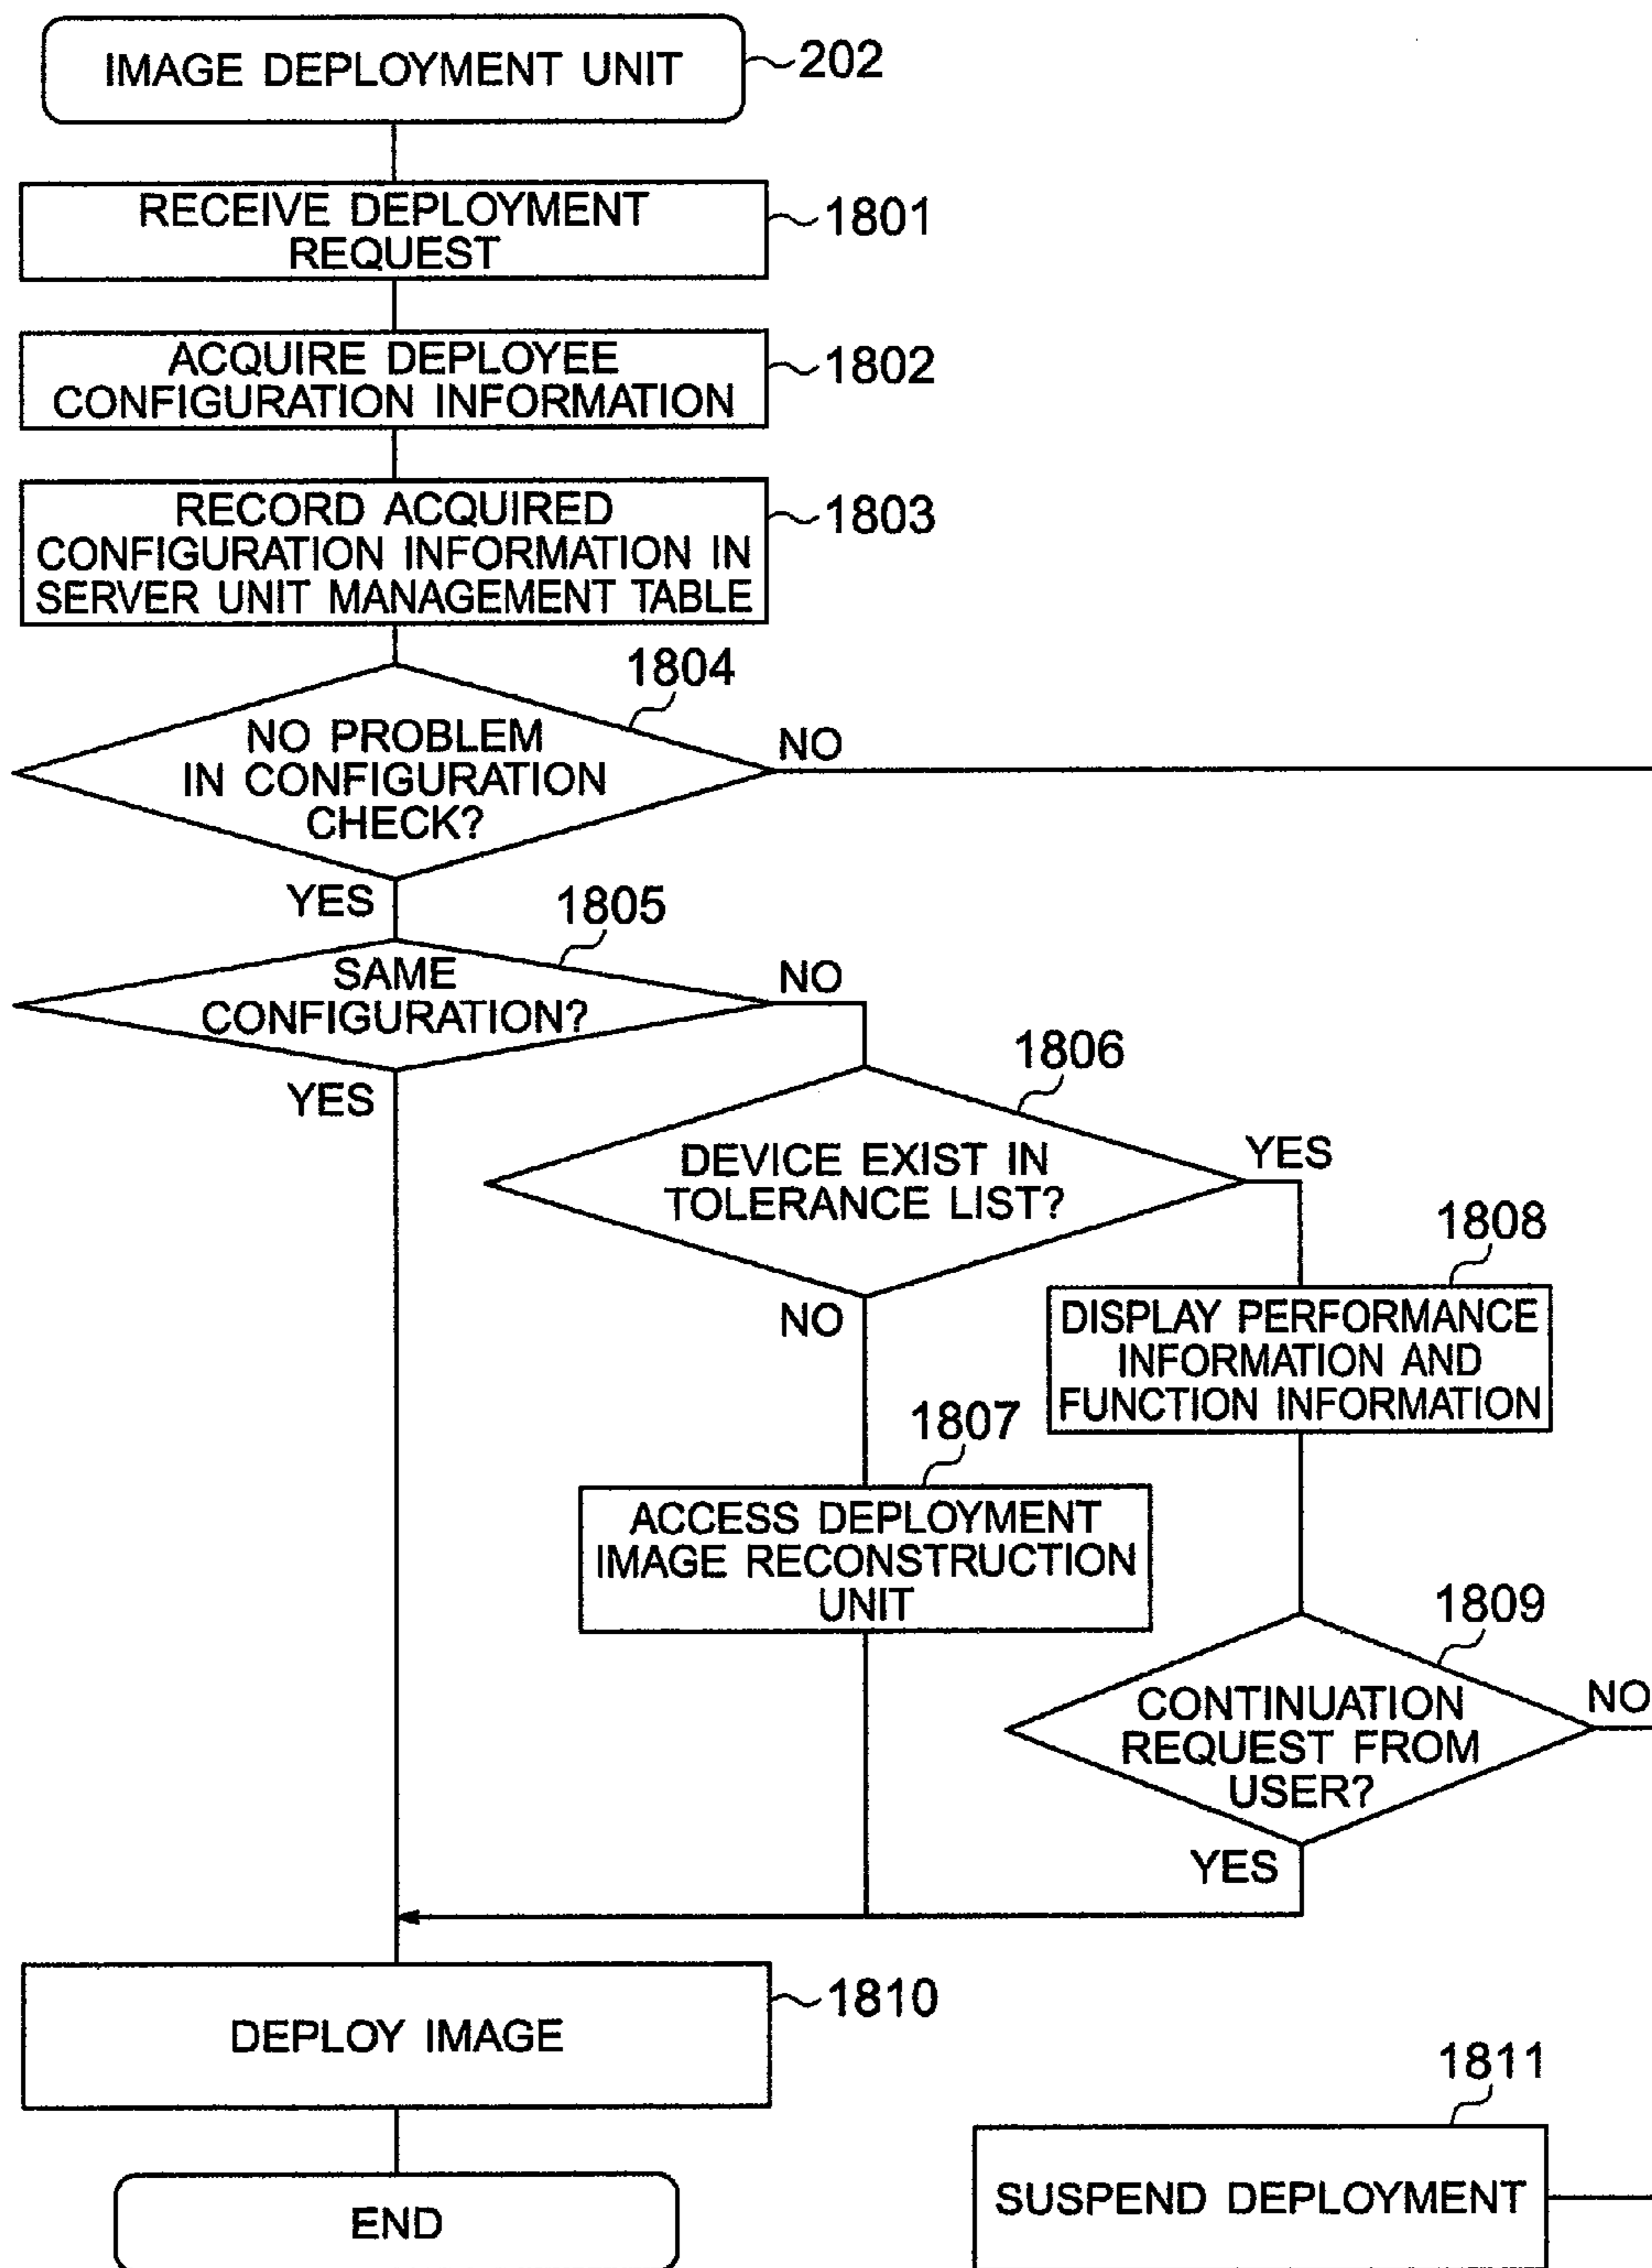 IMAGE DEPLOYMENT UNIT
202
RECEIVE DEPLOYMENT
REQUEST
1801
ACQUIRE DEPLOYEE
CONFIGURATION INFORMATION
1802
RECORD ACQUIRED
CONFIGURATION INFORMATION IN
SERVER UNIT MANAGEMENT TABLE
1803
1804
NO PROBLEM
IN CONFIGURATION
CHECK?
NO
YES
1805
SAME
CONFIGURATION?
NO
YES
1806
DEVICE EXIST IN
TOLERANCE LIST?
YES
NO
1808
DISPLAY PERFORMANCE
INFORMATION AND
FUNCTION INFORMATION
1807
ACCESS DEPLOYMENT
IMAGE RECONSTRUCTION
UNIT
1809
CONTINUATION
REQUEST FROM
USER?
NO
YES
DEPLOY IMAGE
1810
1811
SUSPEND DEPLOYMENT
END